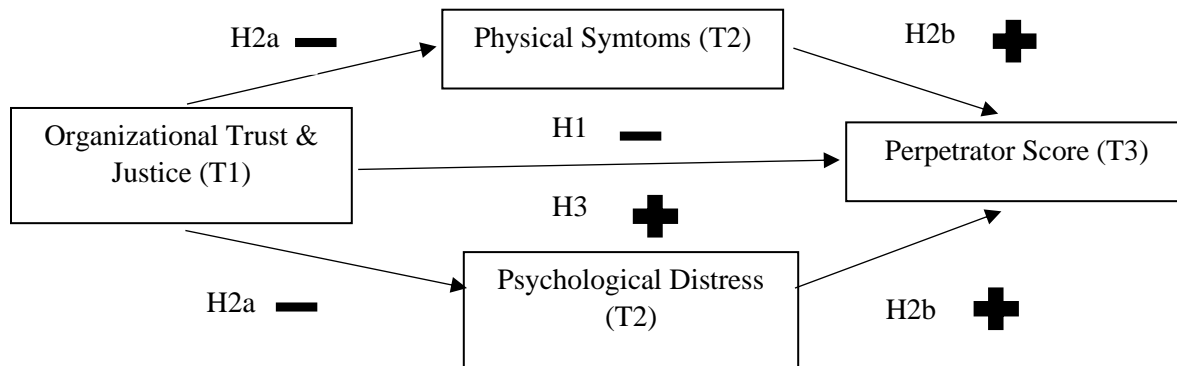 H2a
Physical Symtoms (T2)
H2b
Organizational Trust &
Justice (T1)
H1
Perpetrator Score (T3)
H3
Psychological Distress
(T2)
H2a
H2b